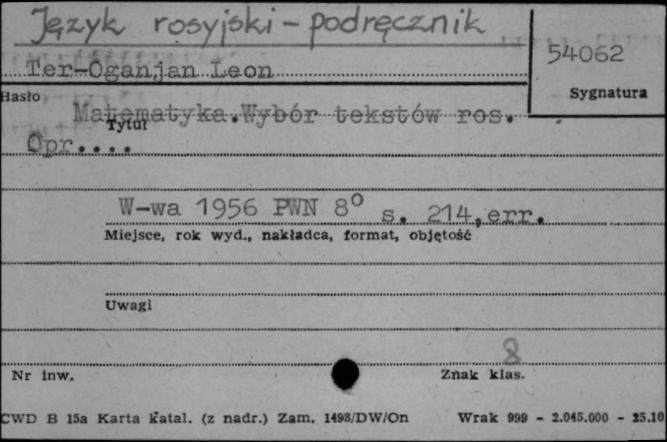 Język rosyjski - podręcznik
54062
Ter-Oganjan Leon
Sygnatura
Hasło
Matematyka.Wybór tekstów ros.
Tytuł
Opr....
W-wa 1956 PWN 8° s. 214,err.
Miejsce, rok wyd., nakładca, format, objętość
Uwagi
8
Nr inw. Znak klas.
CWD B 15a Karta katal. (z nadr.) Zam. 1498/DW/On Wrak 999 - 2.045.000 - 25.10